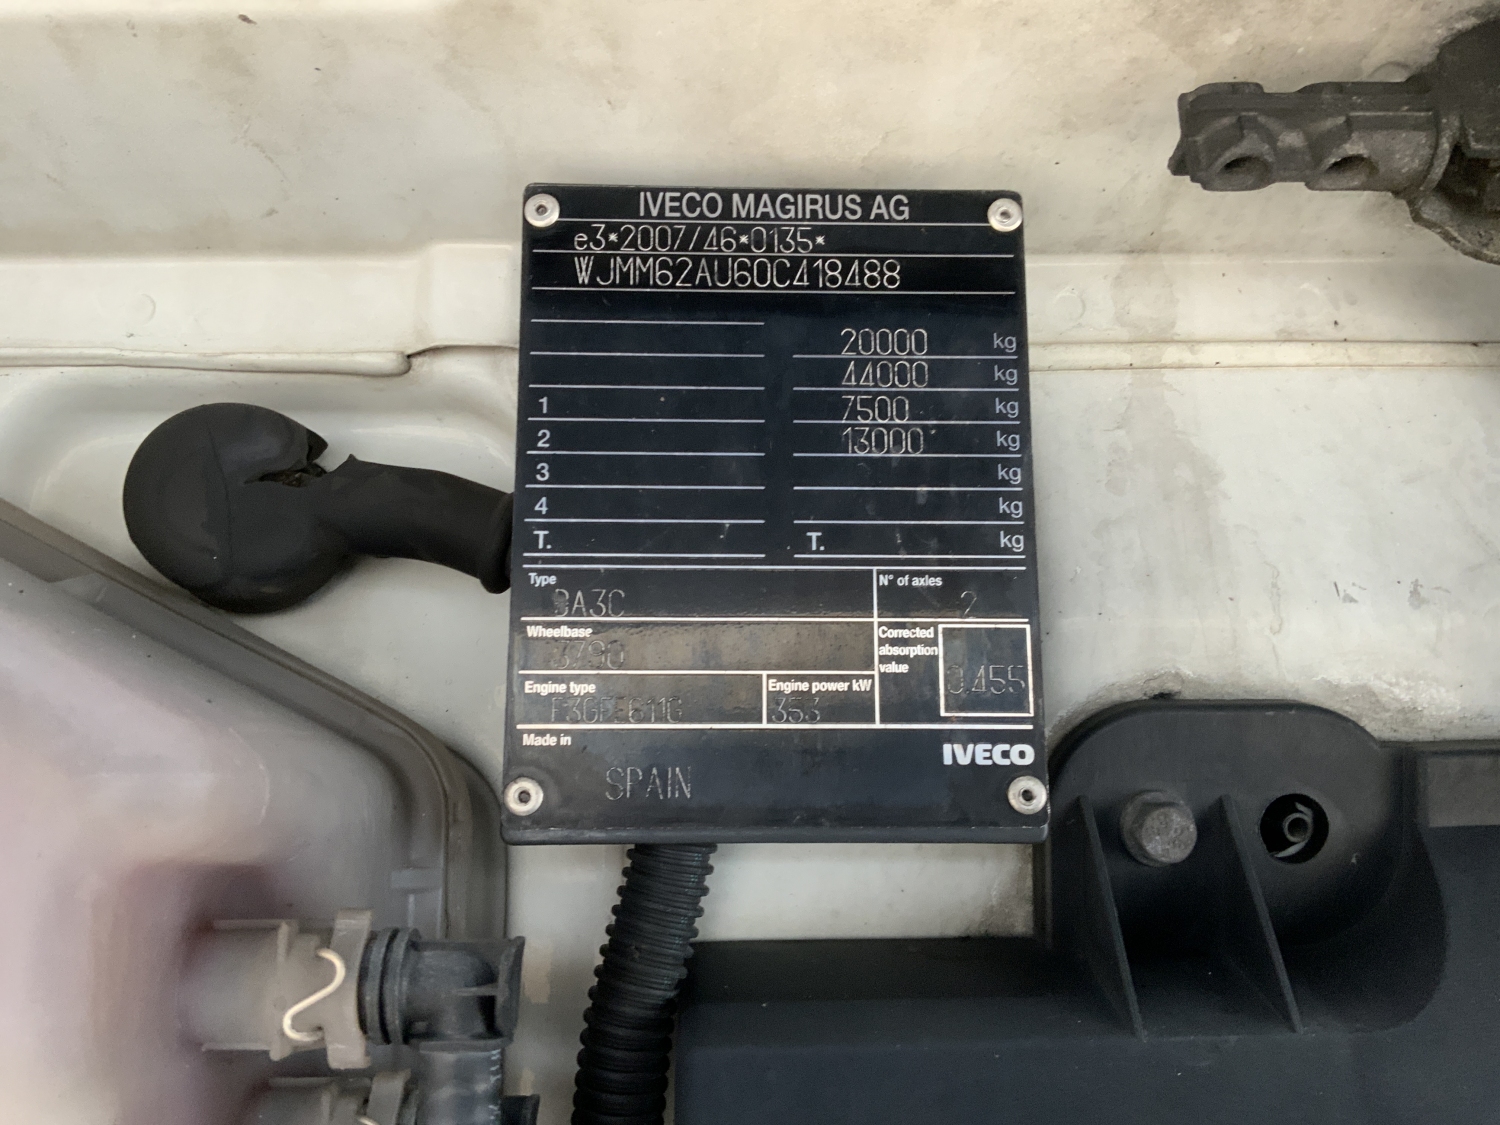 IVECO MAGIRUS AG
e3*2007/46*0135*
WJMM62AU60C418488
20000 kg
44000 kg
1 7500 kg
2 13000 kg
3 kg
4 kg
T. T. kg
Type N° of axles
2
Wheelbase Corrected absorption value
3790
0.455
Engine type Engine power kW
353
Made in IVECO
SPAIN